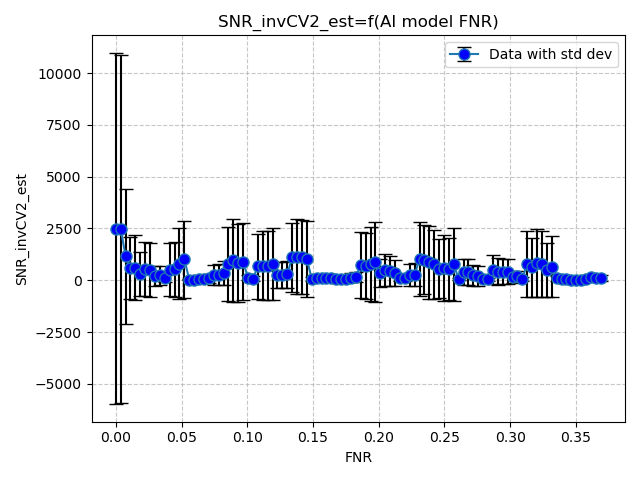 SNR_invCV2_est=f(AI model FNR)
Data with std dev
10000
7500
5000
2500
0
−2500
−5000
SNR_invCV2_est
0.00 0.05 0.10 0.15 0.20 0.25 0.30 0.35
FNR